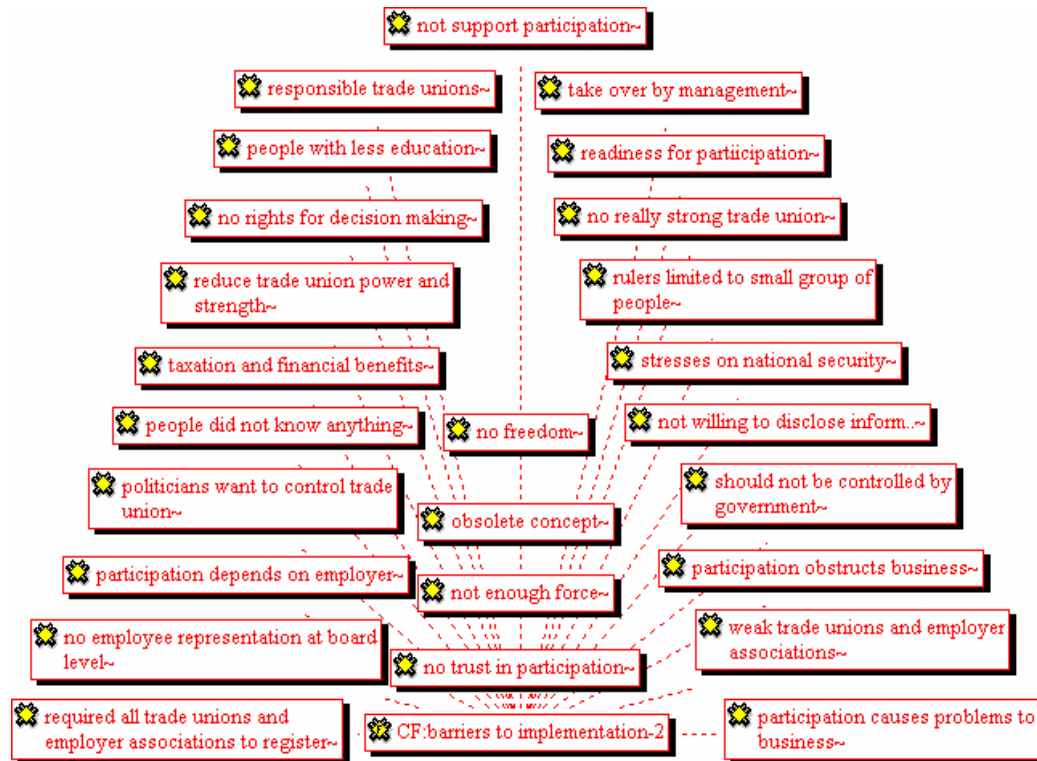 not support participation~
responsible trade unions~
take over by management~
people with less education~
readiness for partiicipation~
no rights for decision making~
no really strong trade union~
reduce trade union power and
strength~
rulers limited to small group of
people~
taxation and financial benefits~
stresses on national security~
people did not know anything~
no freedom~
not willing to disclose inform..~
politicians want to control trade
union~
should not be controlled by
government~
obsolete concept~
participation depends on employer~
not enough force~
participation obstructs business~
no employee representation at board
level~
weak trade unions and employer
associations~
no trust in participation~
required all trade unions and
employer associations to register~
CF:barriers to implementation-2
participation causes problems to
business~